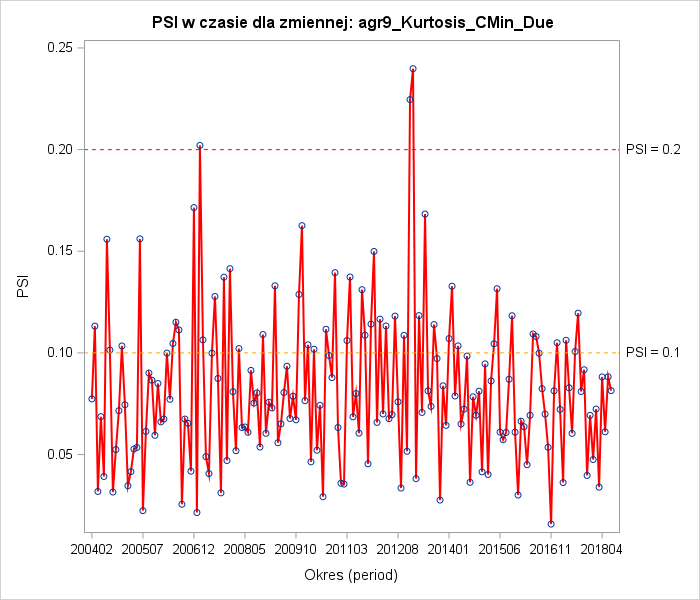 PSI w czasie dla zmiennej: agr9_Kurtosis_CMin_Due
0.25
0.20
PSI = 0.2
0.15
PSI
0.10
PSI = 0.1
0.05
200402 200507 200612 200805 200910 201103 201208 201401 201506 201611 201804
Okres (period)